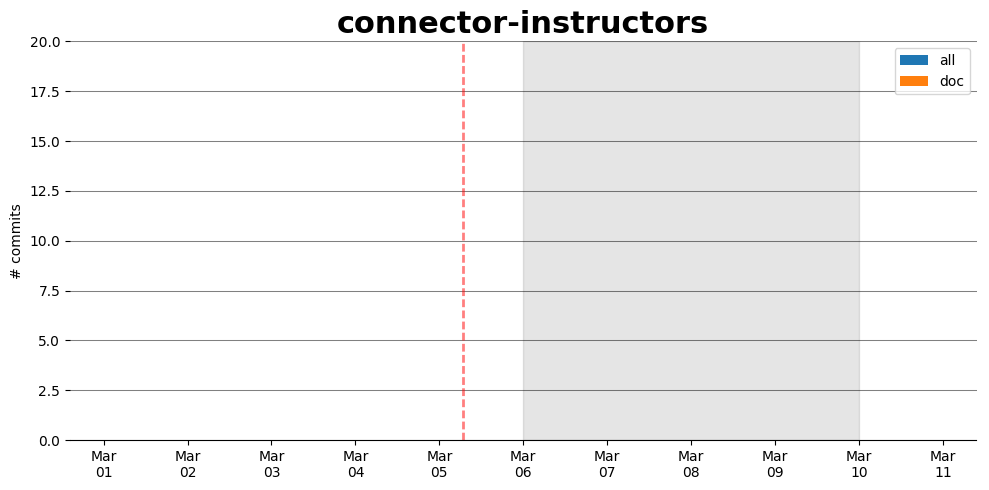 connector-instructors
20.0
17.5
15.0
12.5
10.0
7.5
5.0
2.5
0.0
# commits
all
doc
Mar Mar Mar Mar Mar Mar Mar Mar Mar Mar Mar
01 02 03 04 05 06 07 08 09 10 11